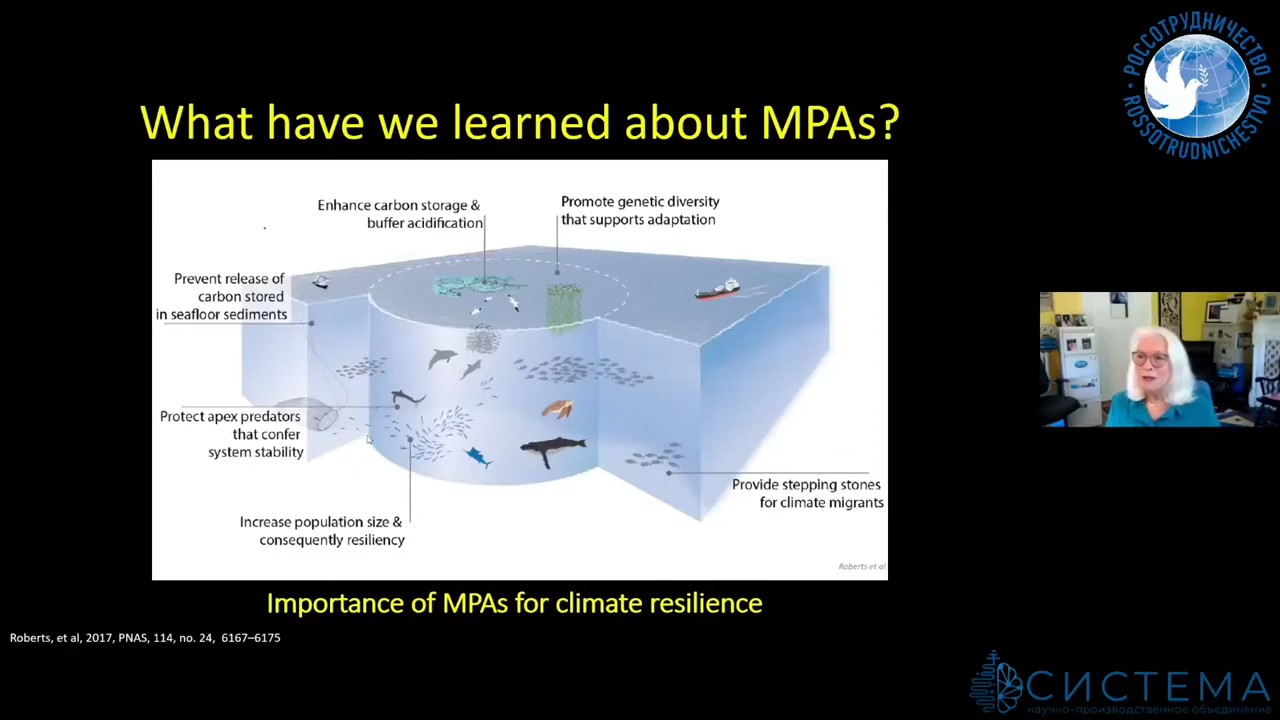 РОССОТРУДНИЧЕСТВО
ROSSOTRUDNICHESTVO
What have we learned about MPAs?
Enhance carbon storage &
buffer acidification
Promote genetic diversity
that supports adaptation
Prevent release of
carbon stored
in seafloor sediments
Protect apex predators
that confer
system stability
Provide stepping stones
for climate migrants
Increase population size &
consequently resiliency
Roberts et al
Importance of MPAs for climate resilience
Roberts, et al, 2017, PNAS, 114, no. 24, 6167–6175
СИСТЕМА
научно-производственное объединение